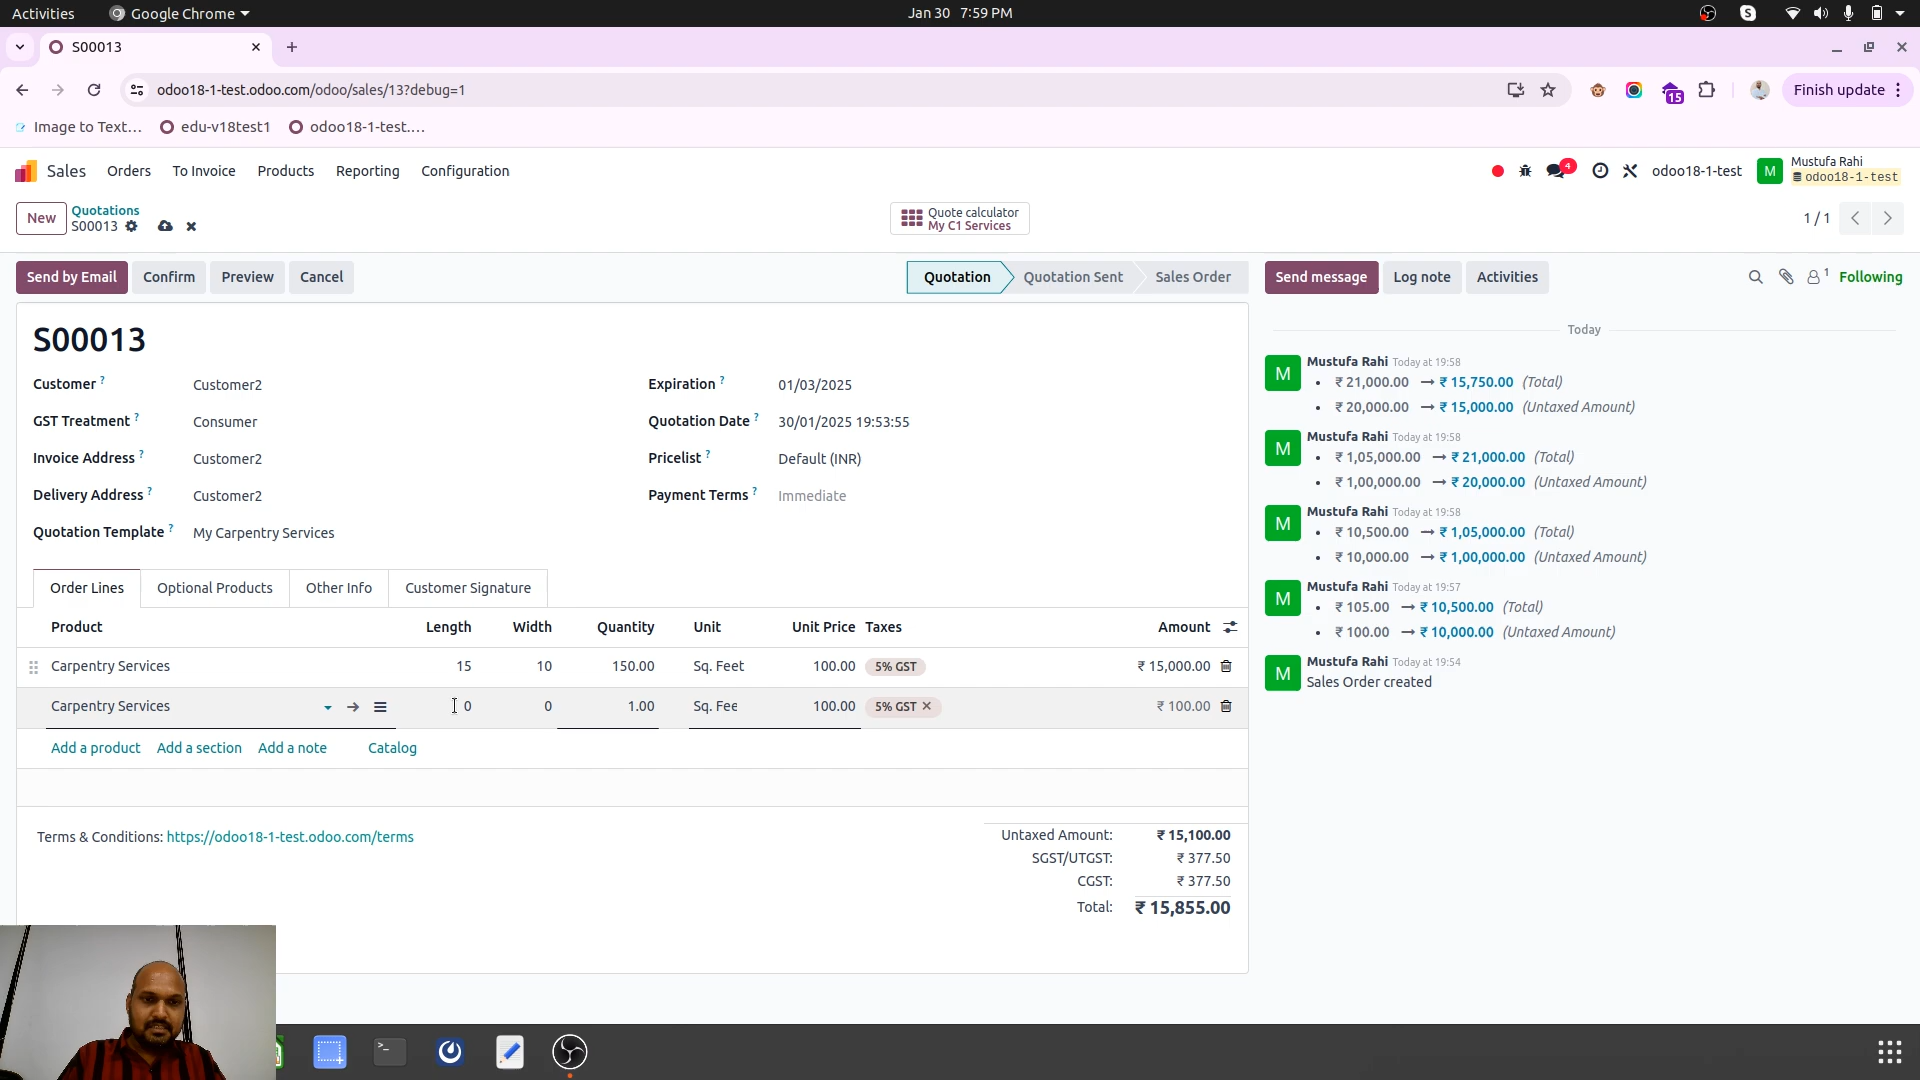 Activities Google Chrome Jan 30 7:59 PM
S00013
odoo18-1-test.odoo.com/odoo/sales/13?debug=1 15 Finish update
Image to Text… edu-v18test1 odoo18-1-test.…
Sales Orders To Invoice Products Reporting Configuration 4 odoo18-1-test M Mustufa Rahi
odoo18-1-test
New Quotations
S00013
Quote calculator
My C1 Services
1 / 1
Send by Email Confirm Preview Cancel Quotation Quotation Sent Sales Order Send message Log note Activities 1 Following
S00013
Customer ? Customer2
GST Treatment ? Consumer
Invoice Address ? Customer2
Delivery Address ? Customer2
Quotation Template ? My Carpentry Services
Expiration ? 01/03/2025
Quotation Date ? 30/01/2025 19:53:55
Pricelist ? Default (INR)
Payment Terms ? Immediate
Order Lines Optional Products Other Info Customer Signature
Product Length Width Quantity Unit Unit Price Taxes Amount
Carpentry Services 15 10 150.00 Sq. Feet 100.00 5% GST ₹ 15,000.00
Carpentry Services 0 0 1.00 Sq. Fee 100.00 5% GST ₹ 100.00
Add a product Add a section Add a note Catalog
Terms & Conditions: https://odoo18-1-test.odoo.com/terms
Untaxed Amount: ₹ 15,100.00
SGST/UTGST: ₹ 377.50
CGST: ₹ 377.50
Total: ₹ 15,855.00
Today
M Mustufa Rahi Today at 19:58
• ₹ 21,000.00 → ₹ 15,750.00 (Total)
• ₹ 20,000.00 → ₹ 15,000.00 (Untaxed Amount)
M Mustufa Rahi Today at 19:58
• ₹ 1,05,000.00 → ₹ 21,000.00 (Total)
• ₹ 1,00,000.00 → ₹ 20,000.00 (Untaxed Amount)
M Mustufa Rahi Today at 19:58
• ₹ 10,500.00 → ₹ 1,05,000.00 (Total)
• ₹ 10,000.00 → ₹ 1,00,000.00 (Untaxed Amount)
M Mustufa Rahi Today at 19:57
• ₹ 105.00 → ₹ 10,500.00 (Total)
• ₹ 100.00 → ₹ 10,000.00 (Untaxed Amount)
M Mustufa Rahi Today at 19:54
Sales Order created